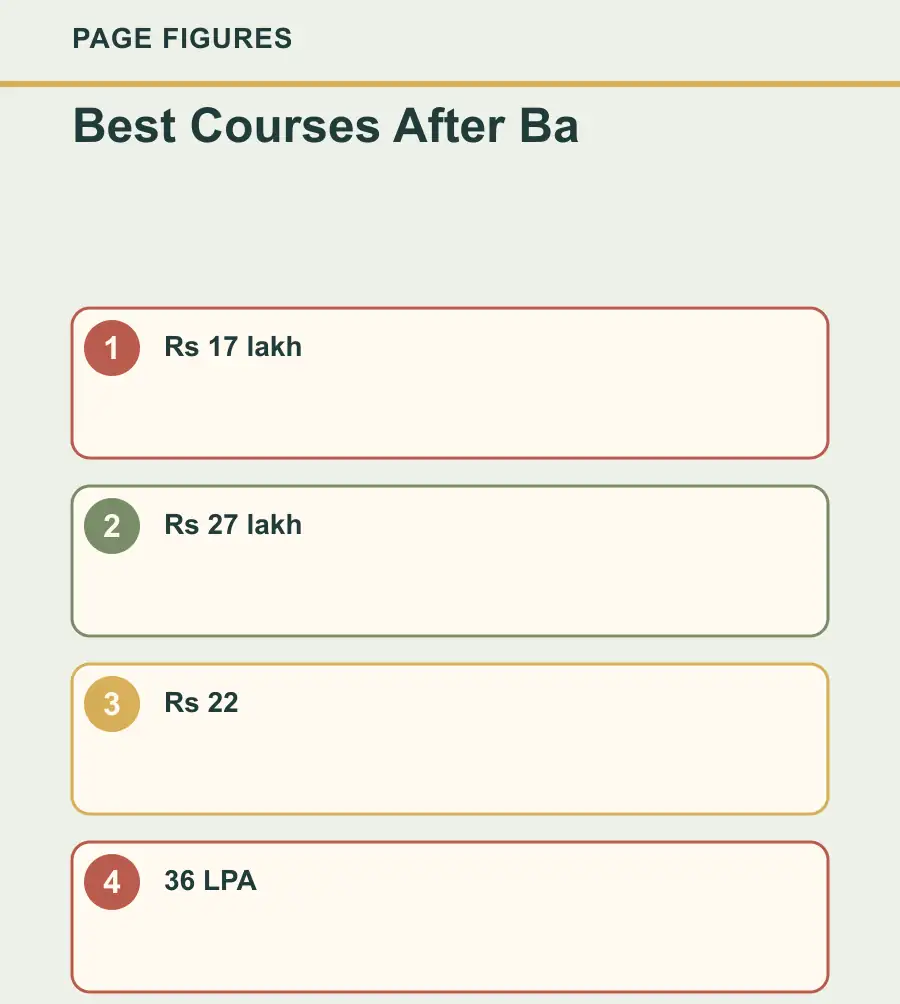 PAGE FIGURES
Best Courses After Ba
1 Rs 17 lakh
2 Rs 27 lakh
3 Rs 22
4 36 LPA